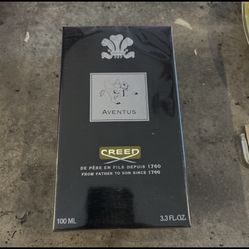 AVENTUS
CREED
DE PÈRE EN FILS DEPUIS 1760
FROM FATHER TO SON SINCE 1760
100 ML 3.3 FL.OZ.